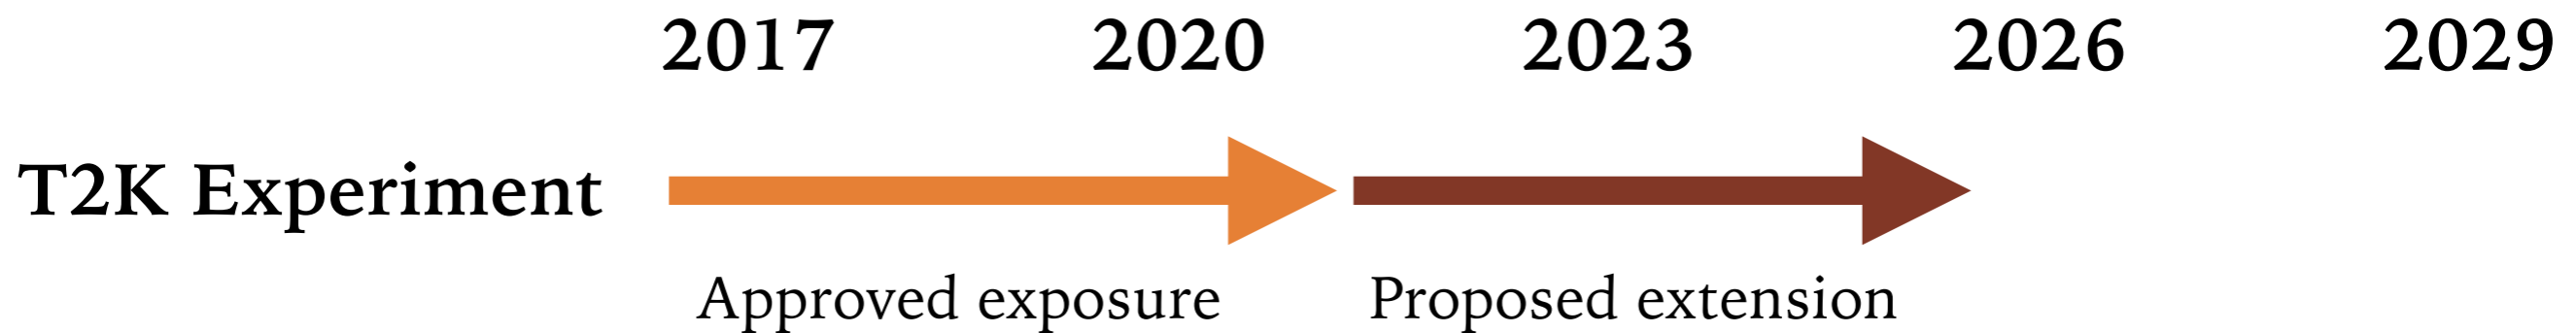 2017 2020 2023 2026 2029
T2K Experiment
Approved exposure Proposed extension